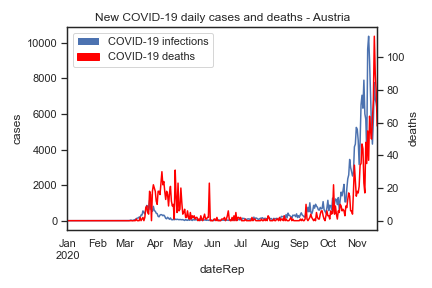 New COVID-19 daily cases and deaths - Austria
COVID-19 infections
COVID-19 deaths
10000
8000
6000
4000
2000
0
cases
100
80
60
40
20
0
deaths
Jan Feb Mar Apr May Jun Jul Aug Sep Oct Nov
2020
dateRep